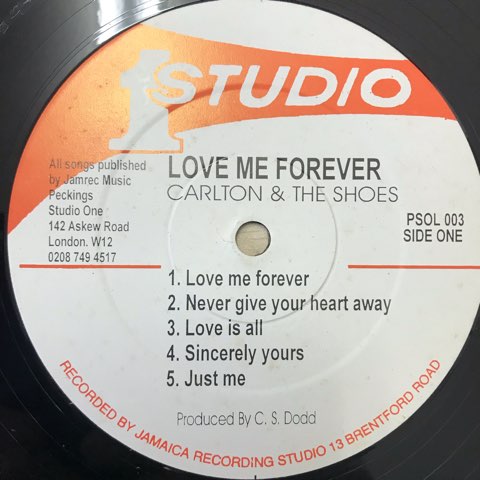 1 STUDIO
LOVE ME FOREVER
CARLTON & THE SHOES
All songs published
by Jamrec Music
Peckings
Studio One
142 Askew Road
London. W12
0208 749 4517
PSOL 003
SIDE ONE
1. Love me forever
2. Never give your heart away
3. Love is all
4. Sincerely yours
5. Just me
Produced By C. S. Dodd
RECORDED BY JAMAICA RECORDING STUDIO 13 BRENTFORD ROAD